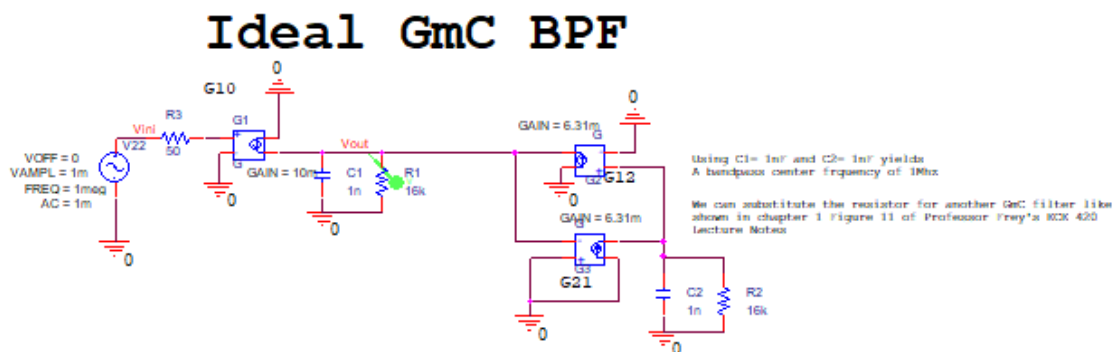 Ideal GmC BPF
0
G10
R3
G1
Vini
V22
50
G
VOFF = 0
VAMPL = 1m
FREQ = 1meg
AC = 1m
0
0
GAIN = 10m
Vout
C1
1n
R1
16k
0
0
GAIN = 6.31m
G
G2
G12
0
GAIN = 6.31m
G
G3
G21
0
C2
1n
R2
16k
0
Using C1= 1nF and C2= 1nF yields
A bandpass center frquency of 1Mhz
We can substitute the resistor for another GmC filter like
shown in chapter 1 Figure 11 of Professor Frey's ECE 420
Lecture Notes